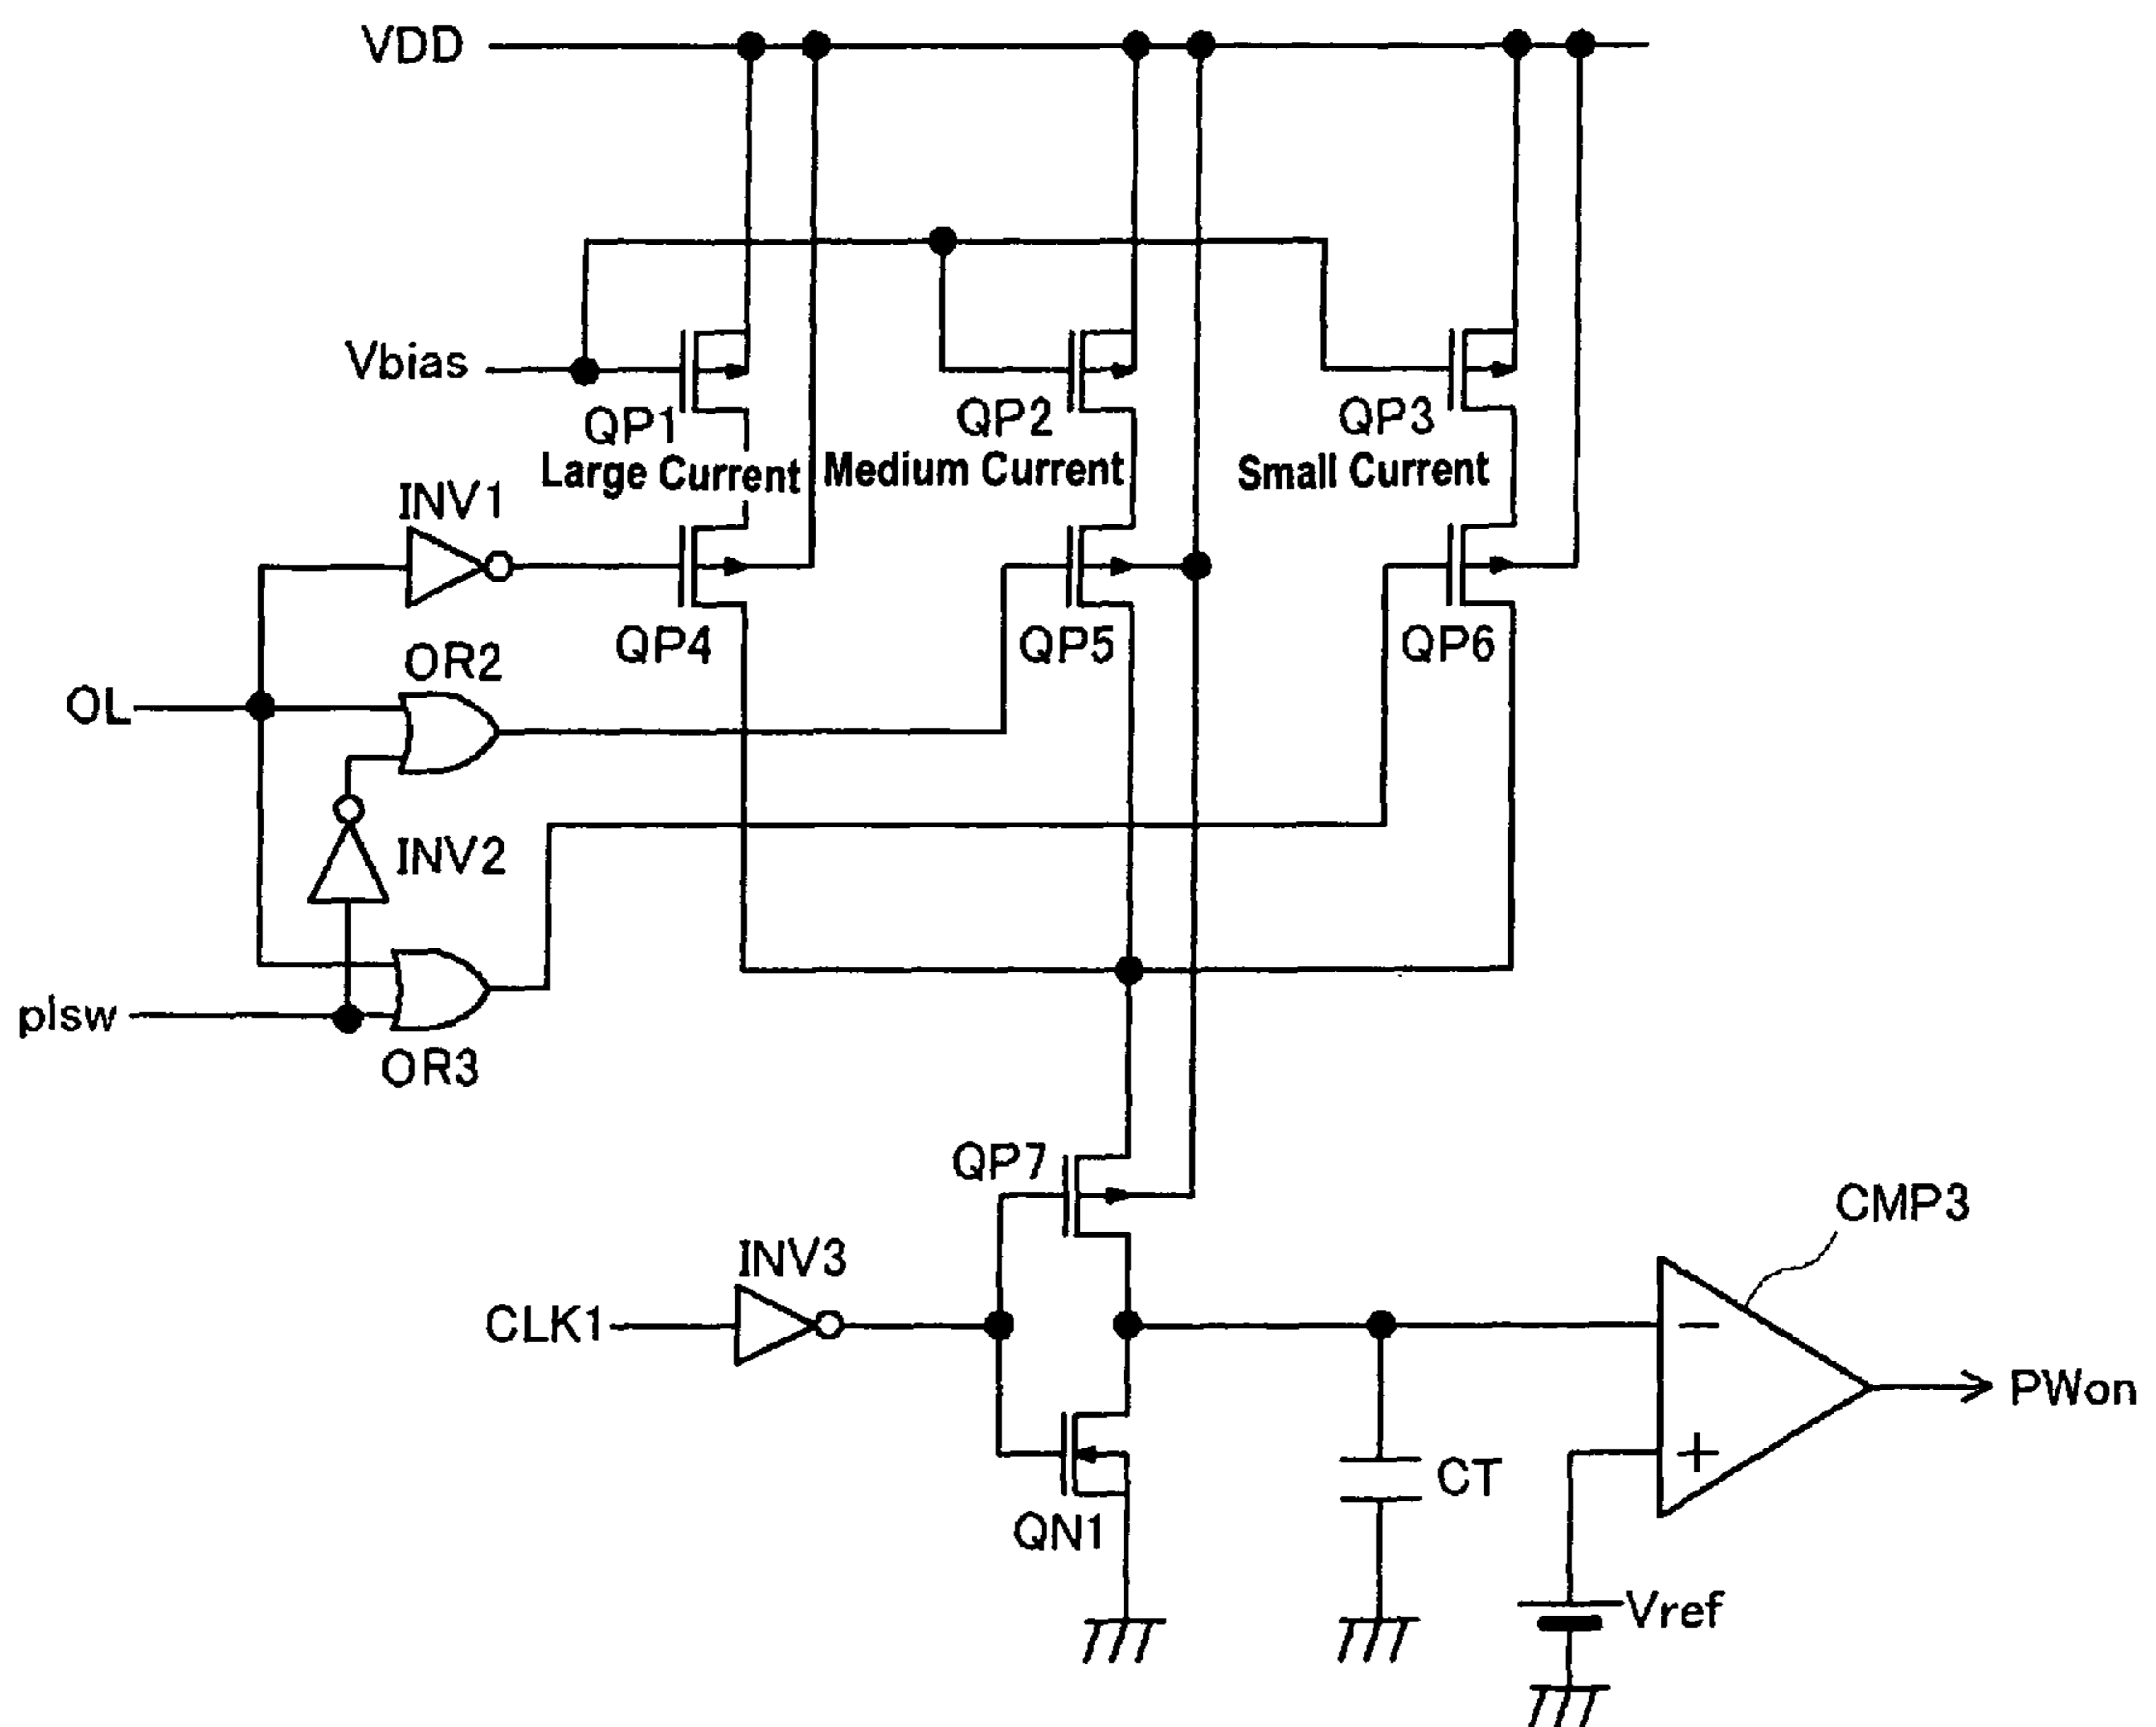 VDD
Vbias
QP1
QP2
QP3
Large Current
Medium Current
Small Current
INV1
QP4
QP5
QP6
OR2
OL
INV2
plsw
OR3
QP7
CMP3
INV3
CLK1
−
PWon
+
CT
QN1
Vref